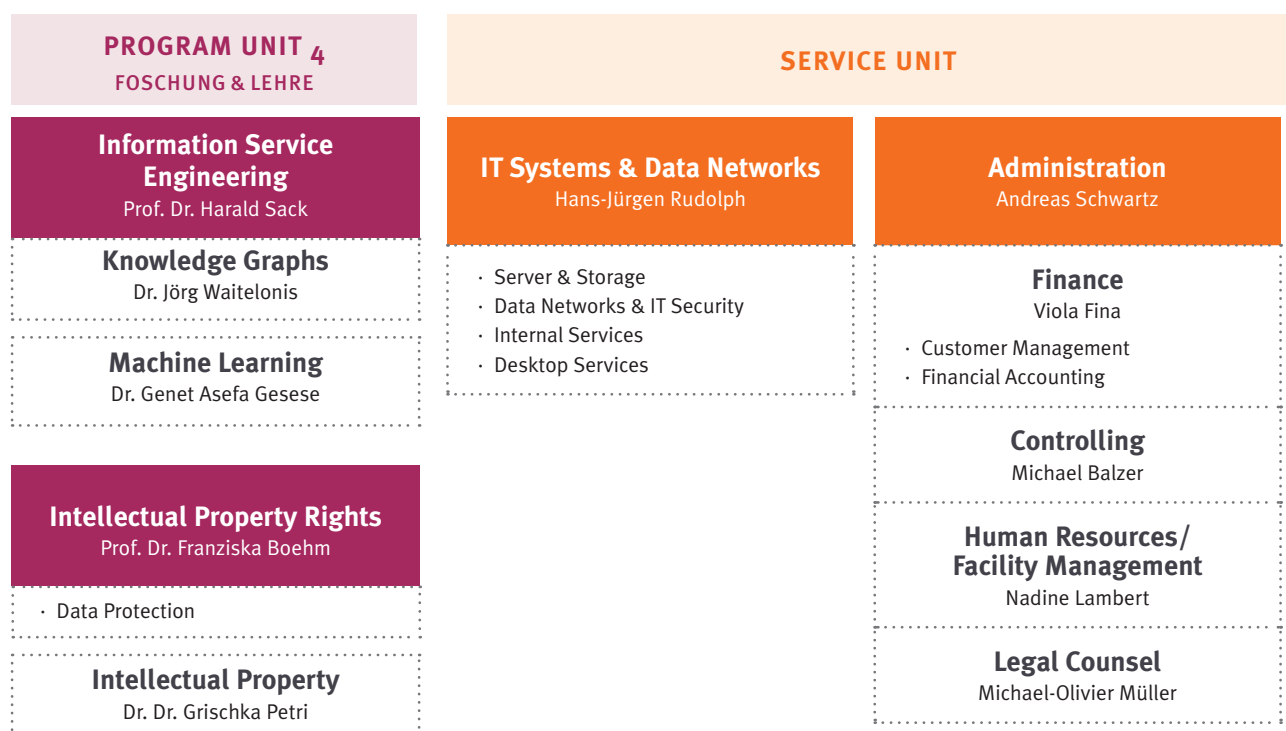 PROGRAM UNIT 4
FOSCHUNG & LEHRE
Information Service
Engineering
Prof. Dr. Harald Sack
Knowledge Graphs
Dr. Jörg Waitelonis
Machine Learning
Dr. Genet Asefa Gesese
Intellectual Property Rights
Prof. Dr. Franziska Boehm
· Data Protection
Intellectual Property
Dr. Dr. Grischka Petri
SERVICE UNIT
IT Systems & Data Networks
Hans-Jürgen Rudolph
· Server & Storage
· Data Networks & IT Security
· Internal Services
· Desktop Services
Administration
Andreas Schwartz
Finance
Viola Fina
· Customer Management
· Financial Accounting
Controlling
Michael Balzer
Human Resources/
Facility Management
Nadine Lambert
Legal Counsel
Michael-Olivier Müller